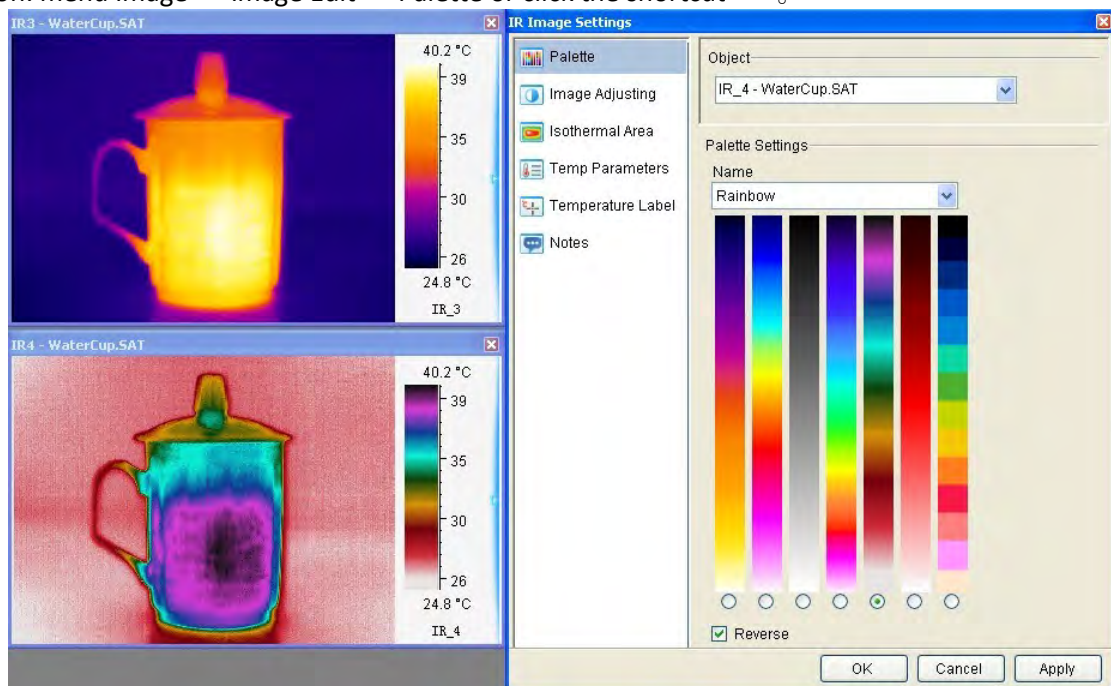 IR3 - WaterCup.SAT
40.2 °C
39
35
30
26
24.8 °C
IR_3
IR4 - WaterCup.SAT
40.2 °C
39
35
30
26
24.8 °C
IR_4
IR Image Settings
Palette
Image Adjusting
Isothermal Area
Temp Parameters
Temperature Label
Notes
Object
IR_4 - WaterCup.SAT
Palette Settings
Name
Rainbow
Reverse
OK
Cancel
Apply